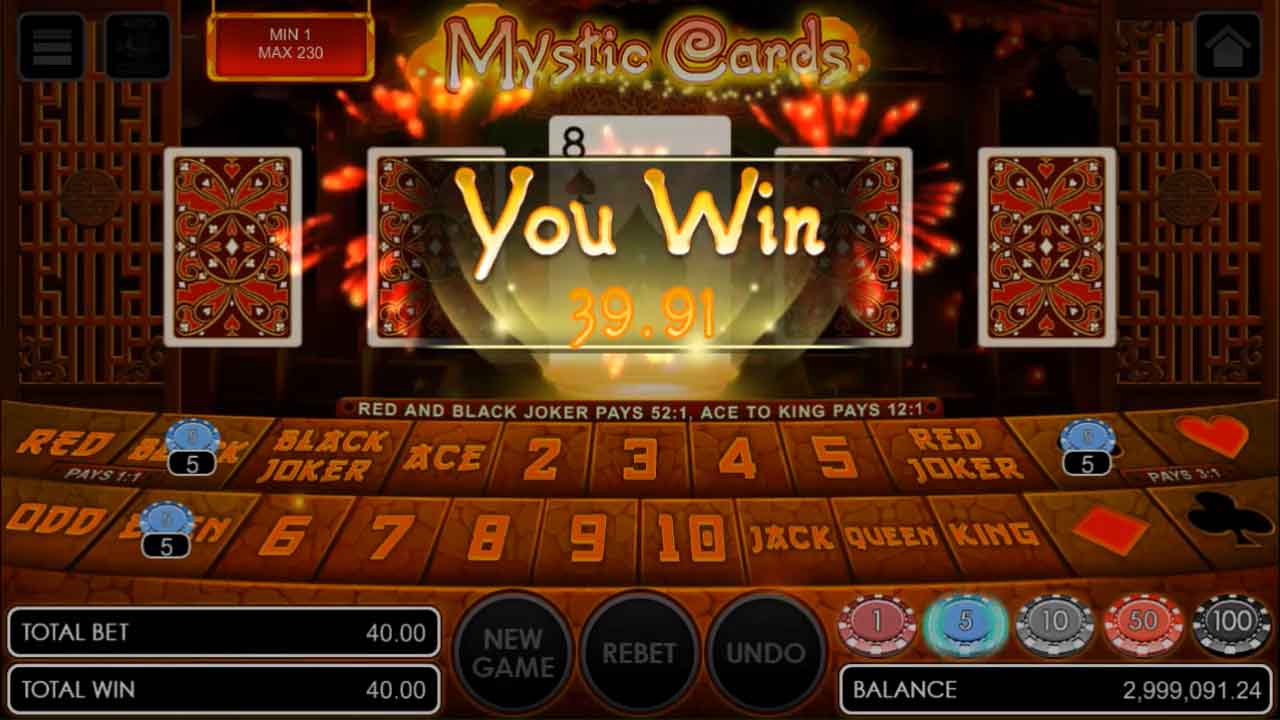 MIN 1
MAX 230
Mystic Cards
8
You Win
39.91
RED AND BLACK JOKER PAYS 52:1, ACE TO KING PAYS 12:1
RED
PAYS 1:1
5
BLACK
JOKER
ACE
2
3
4
5
RED
JOKER
5
PAYS 3:1
ODD
5
6
7
8
9
10
JACK
QUEEN
KING
TOTAL BET 40.00
TOTAL WIN 40.00
NEW
GAME
REBET
UNDO
1
5
10
50
100
BALANCE 2,999,091.24